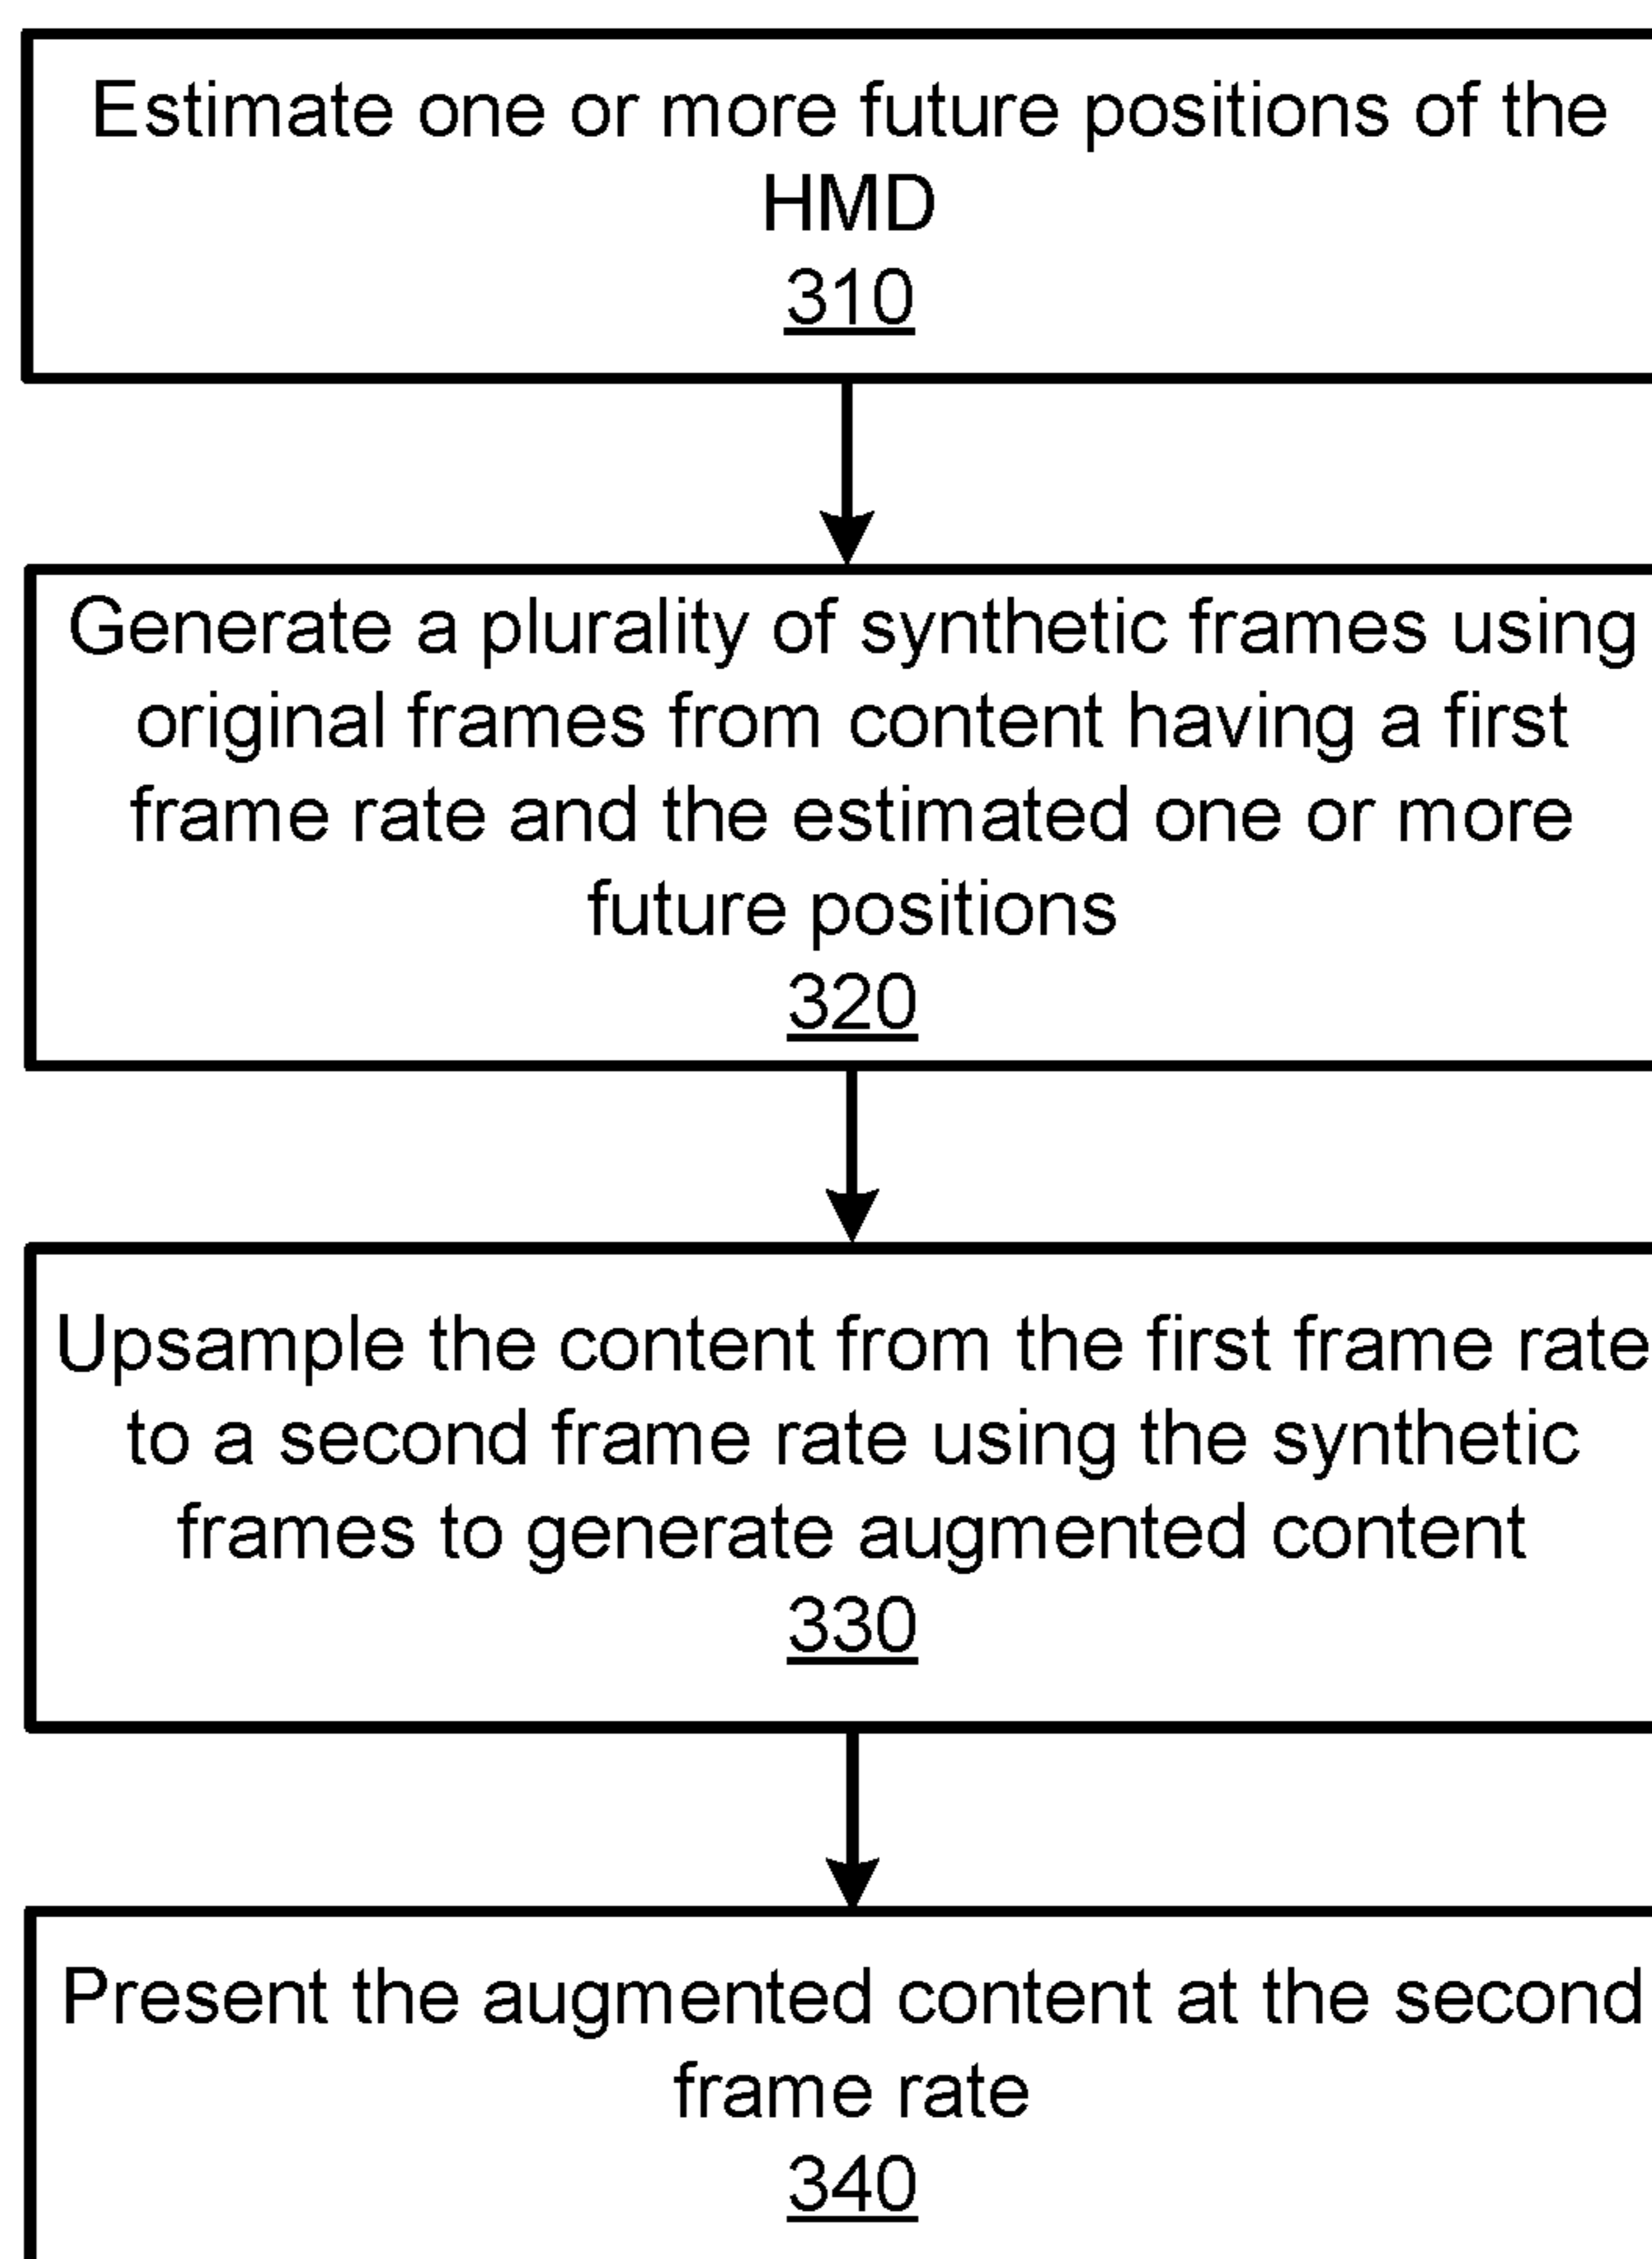 Estimate one or more future positions of the
HMD
310
Generate a plurality of synthetic frames using
original frames from content having a first
frame rate and the estimated one or more
future positions
320
Upsample the content from the first frame rate
to a second frame rate using the synthetic
frames to generate augmented content
330
Present the augmented content at the second
frame rate
340